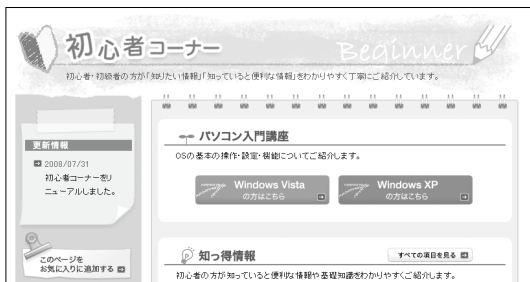 初心者コーナー
Beginner
初心者・初級者の方が「知りたい情報」「知っていると便利な情報」をわかりやすく丁寧にご紹介しています。
更新情報
2008/07/31
初心者コーナーをリ
ニューアルしました。
このページを
お気に入りに追加する
パソコン入門講座
OSの基本の操作・設定・機能についてご紹介します。
Windows Vista
の方はこちら
Windows XP
の方はこちら
知っ得情報
すべての項目を見る
初心者の方が知っていると便利な情報や基礎知識をわかりやすくご紹介します。